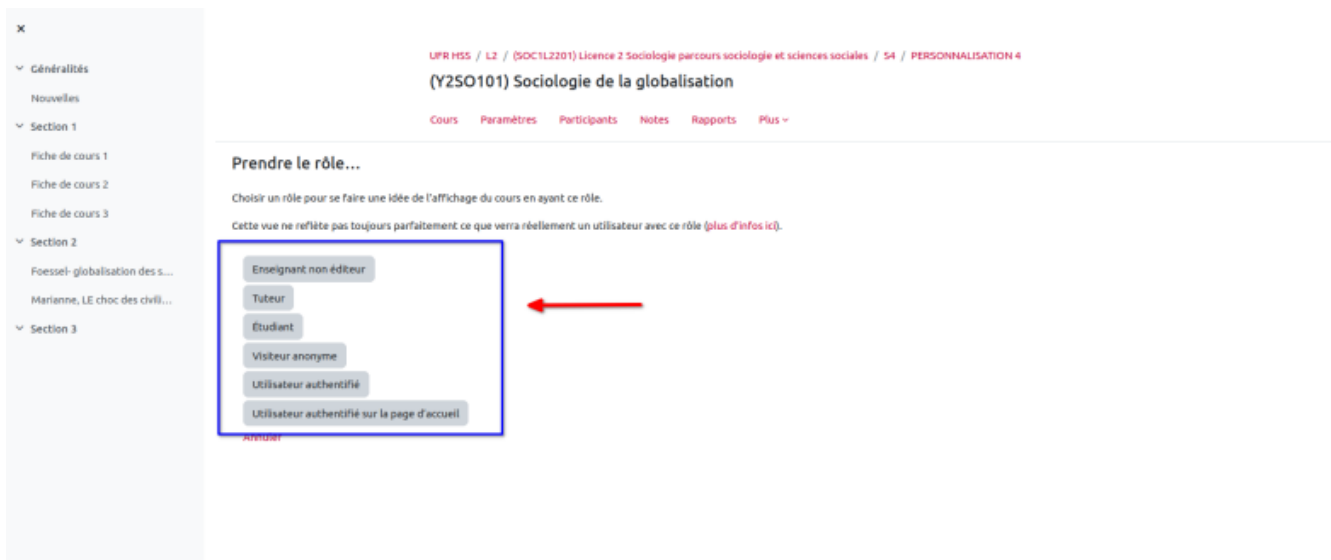 ×
Généralités
Nouvelles
Section 1
Fiche de cours 1
Fiche de cours 2
Fiche de cours 3
Section 2
Foessel- globalisation des s...
Marianne, LE choc des civili...
Section 3
UFR HSS / L2 / (SOC1L2201) Licence 2 Sociologie parcours sociologie et sciences sociales / S4 / PERSONNALISATION 4
(Y2SO101) Sociologie de la globalisation
Cours Paramètres Participants Notes Rapports Plus
Prendre le rôle...
Choisir un rôle pour se faire une idée de l'affichage du cours en ayant ce rôle.
Cette vue ne reflète pas toujours parfaitement ce que verra réellement un utilisateur avec ce rôle (plus d'infos ici).
Enseignant non éditeur
Tuteur
Étudiant
Visiteur anonyme
Utilisateur authentifié
Utilisateur authentifié sur la page d'accueil
Annuler